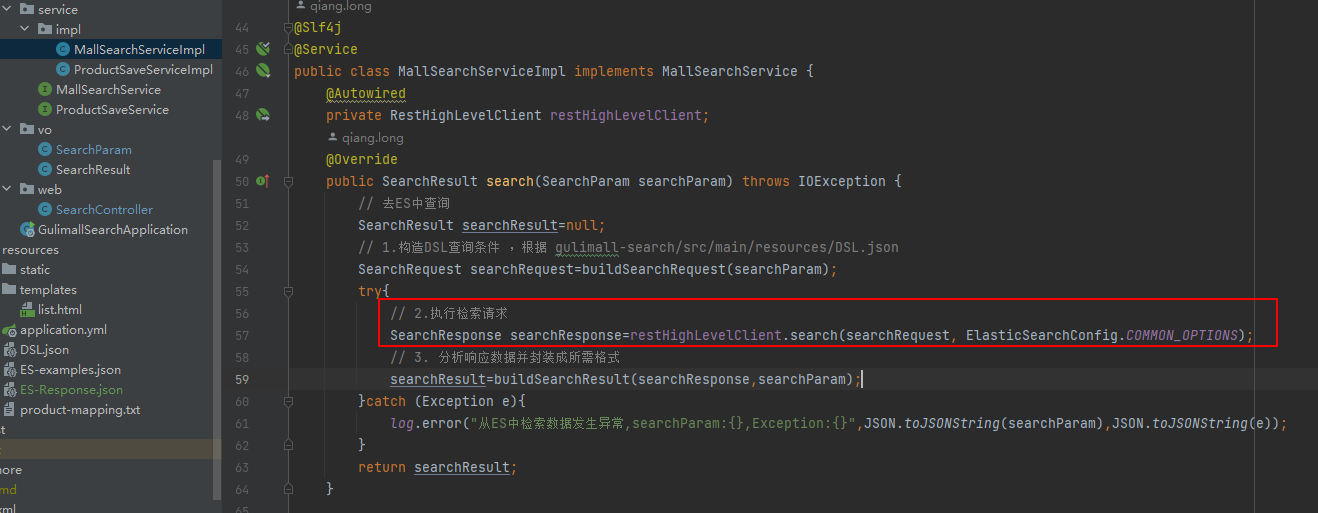 service
impl
MallSearchServiceImpl
ProductSaveServiceImpl
MallSearchService
ProductSaveService
vo
SearchParam
SearchResult
web
SearchController
GulimallSearchApplication
resources
static
templates
list.html
application.yml
DSL.json
ES-examples.json
ES-Response.json
product-mapping.txt
qiang.long
44 @Slf4j
45 @Service
46 public class MallSearchServiceImpl implements MallSearchService {
47 @Autowired
48 private RestHighLevelClient restHighLevelClient;
qiang.long
49 @Override
50 public SearchResult search(SearchParam searchParam) throws IOException {
51 // 去ES中查询
52 SearchResult searchResult=null;
53 // 1.构造DSL查询条件 ，根据 gulimall-search/src/main/resources/DSL.json
54 SearchRequest searchRequest=buildSearchRequest(searchParam);
55 try{
56 // 2.执行检索请求
57 SearchResponse searchResponse=restHighLevelClient.search(searchRequest, ElasticSearchConfig.COMMON_OPTIONS);
58 // 3. 分析响应数据并封装成所需格式
59 searchResult=buildSearchResult(searchResponse,searchParam);
60 }catch (Exception e){
61 log.error("从ES中检索数据发生异常,searchParam:{},Exception:{}",JSON.toJSONString(searchParam),JSON.toJSONString(e));
62 }
63 return searchResult;
64 }
65